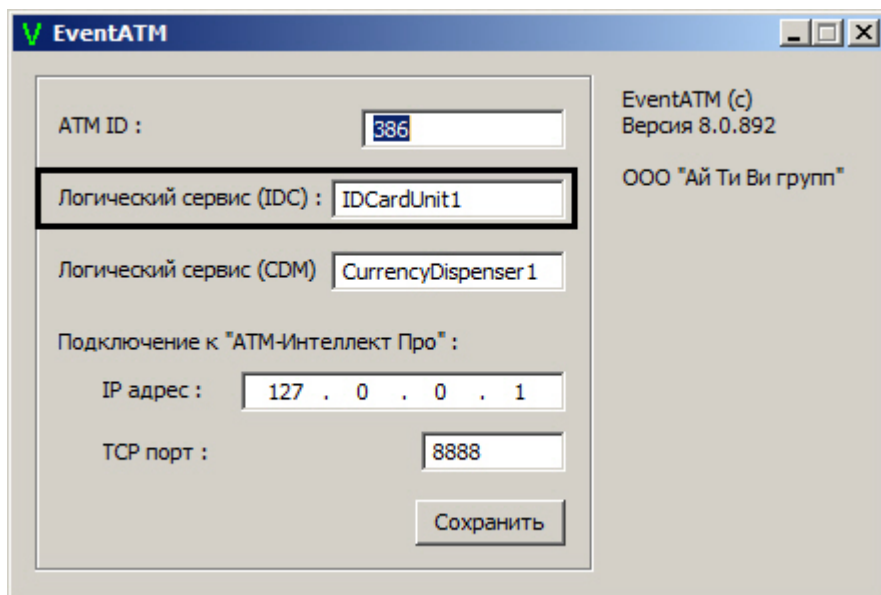 EventATM
ATM ID :
386
Логический сервис (IDC) :
IDCardUnit1
Логический сервис (CDM)
CurrencyDispenser1
Подключение к "АТМ-Интеллект Про" :
IP адрес :
127 . 0 . 0 . 1
TCP порт :
8888
Сохранить
EventATM (c)
Версия 8.0.892
ООО "Ай Ти Ви групп"